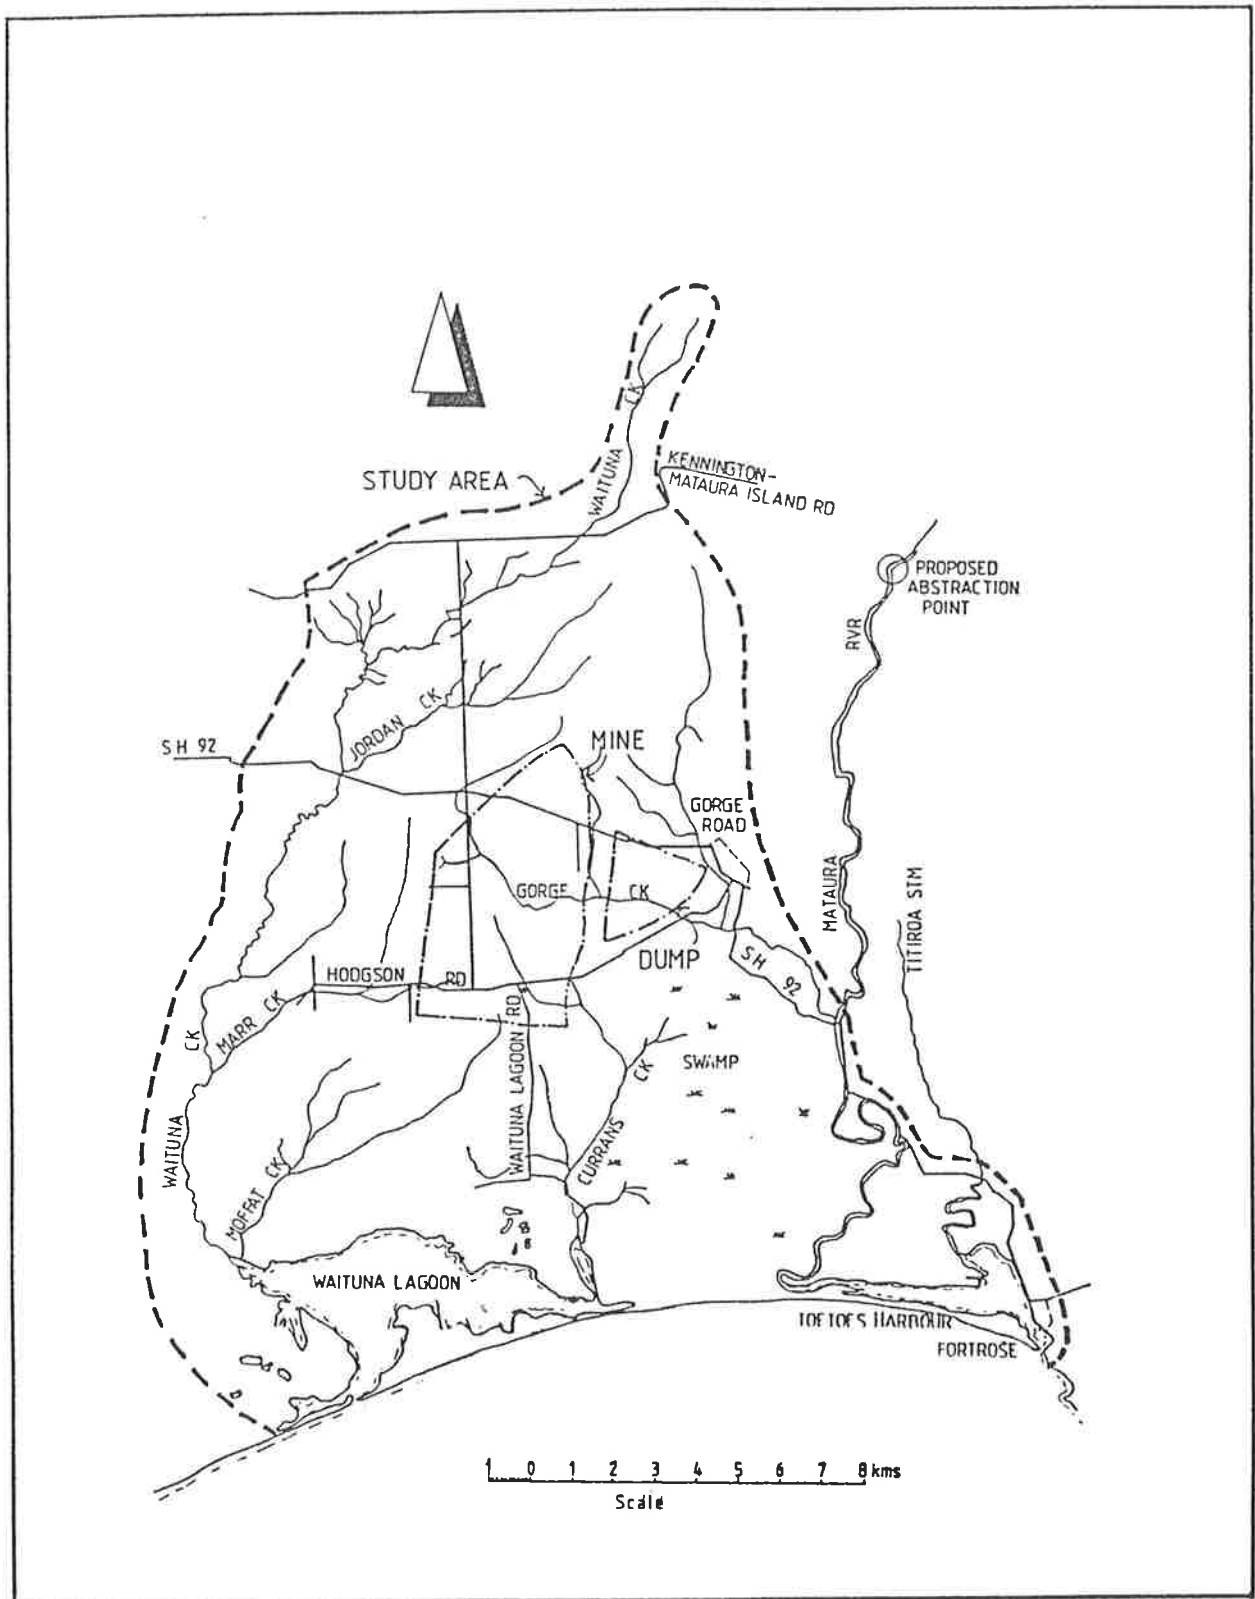 CK
WAITUNA
STUDY AREA
KENNINGTON-
MATAURA ISLAND RD
PROPOSED
ABSTRACTION
POINT
RVR
JORDAN CK
SH 92
MINE
GORGE
ROAD
GORGE CK
MATAURA
TITIROA STM
DUMP
SH 92
HODGSON RD
MARR CK
CK
WAITUNA
WAITUNA LAGOON RD
SWAMP
CURRANS CK
MOFFAT CK
WAITUNA LAGOON
TOETOES HARBOUR
FORTROSE
1 0 1 2 3 4 5 6 7 8 kms
Scale